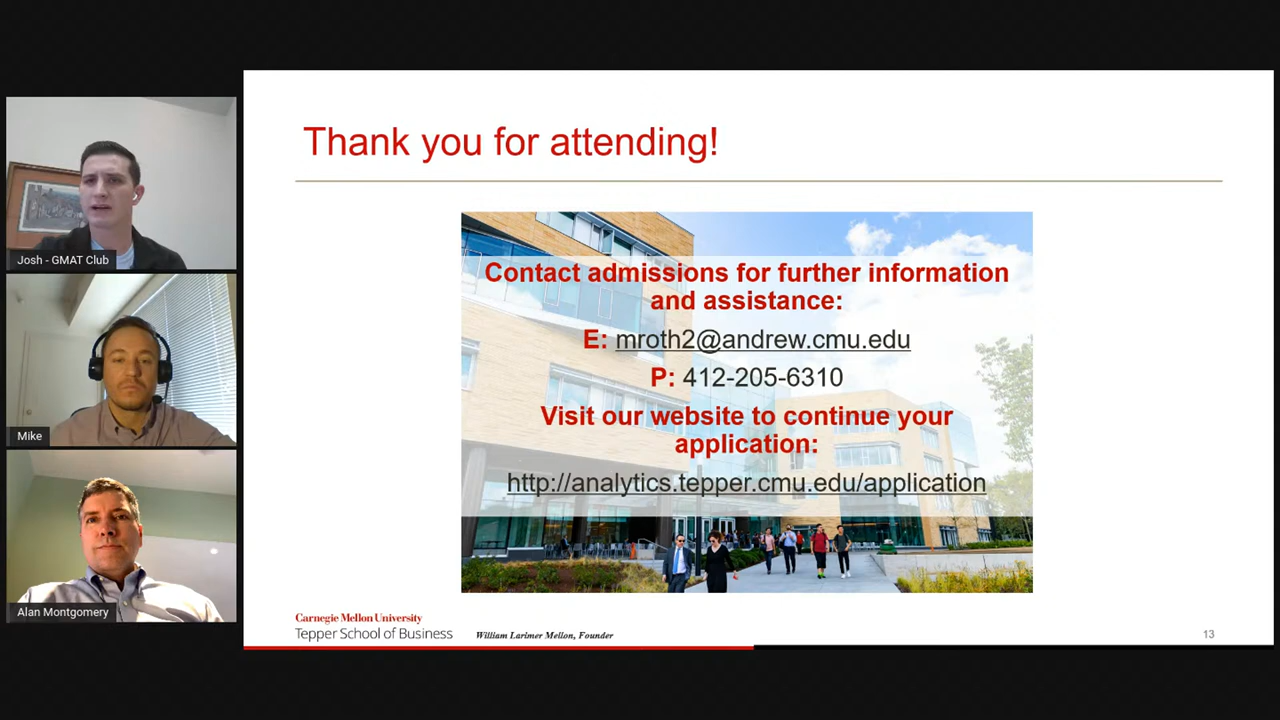 Thank you for attending!
Contact admissions for further information
and assistance:
E: mroth2@andrew.cmu.edu
P: 412-205-6310
Visit our website to continue your
application:
http://analytics.tepper.cmu.edu/application
Josh - GMAT Club
Mike
Alan Montgomery
Carnegie Mellon University
Tepper School of Business
William Larimer Mellon, Founder
13